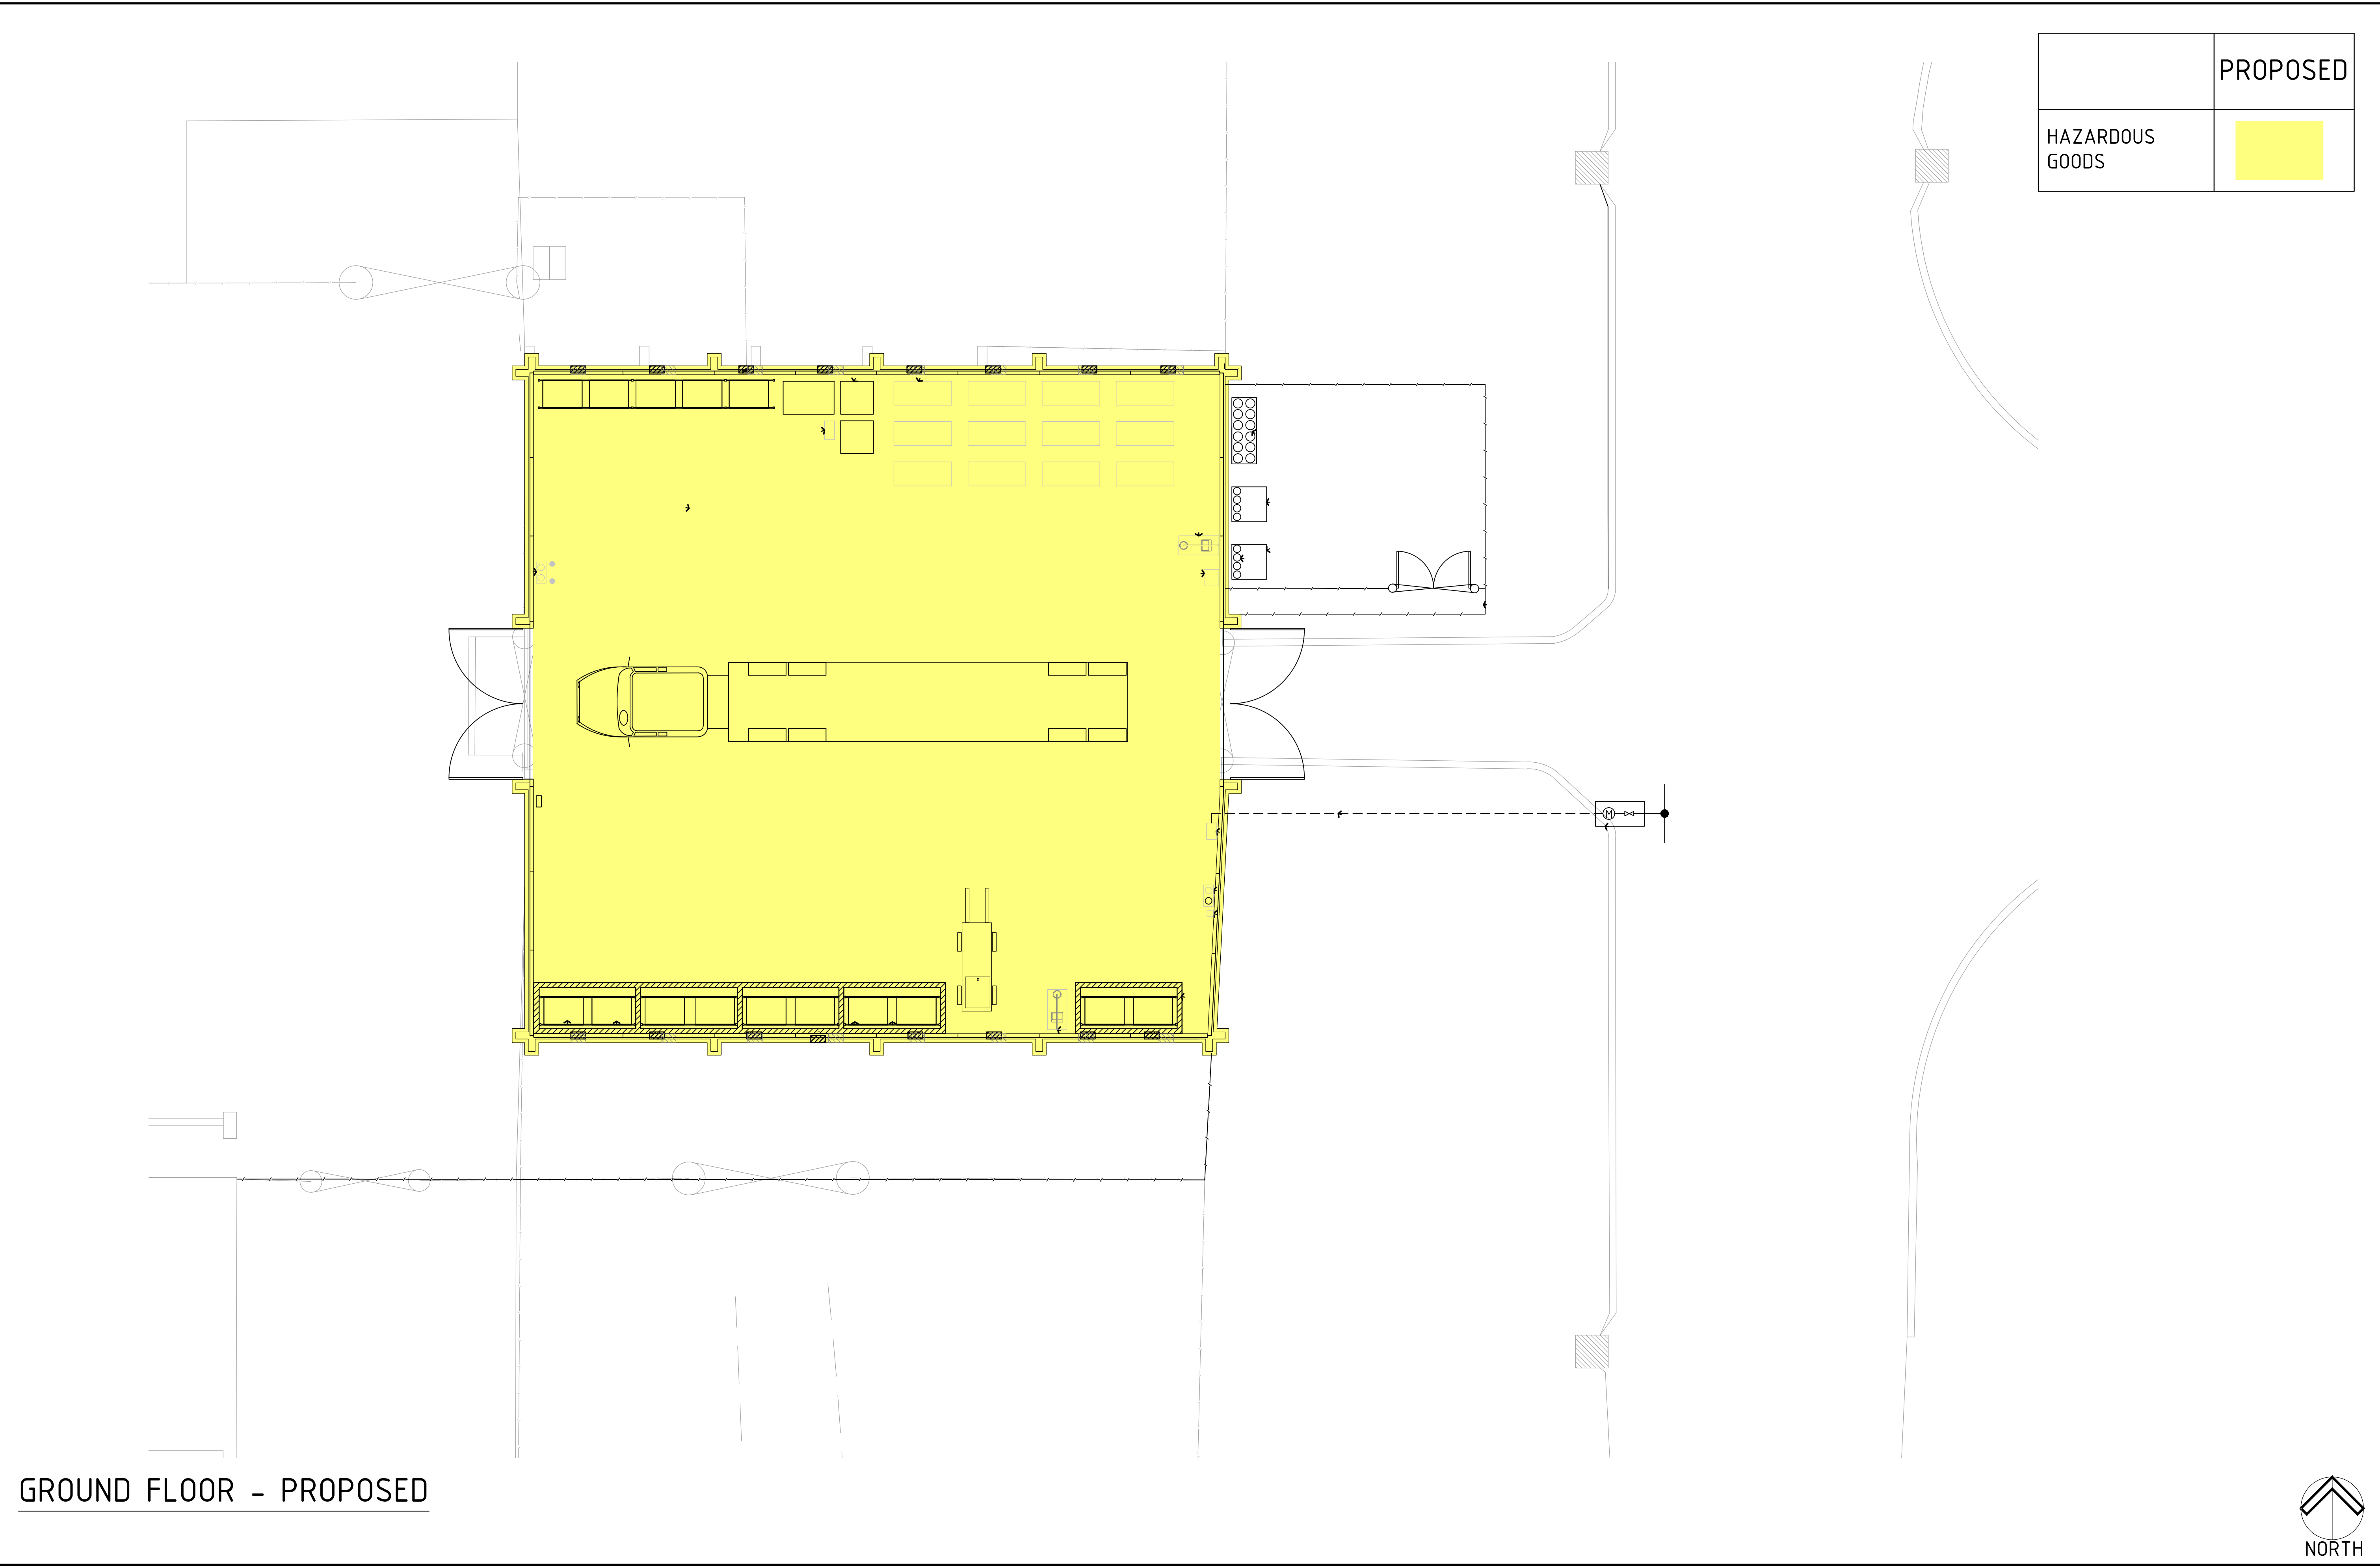 PROPOSED
HAZARDOUS
GOODS
M
GROUND FLOOR - PROPOSED
NORTH